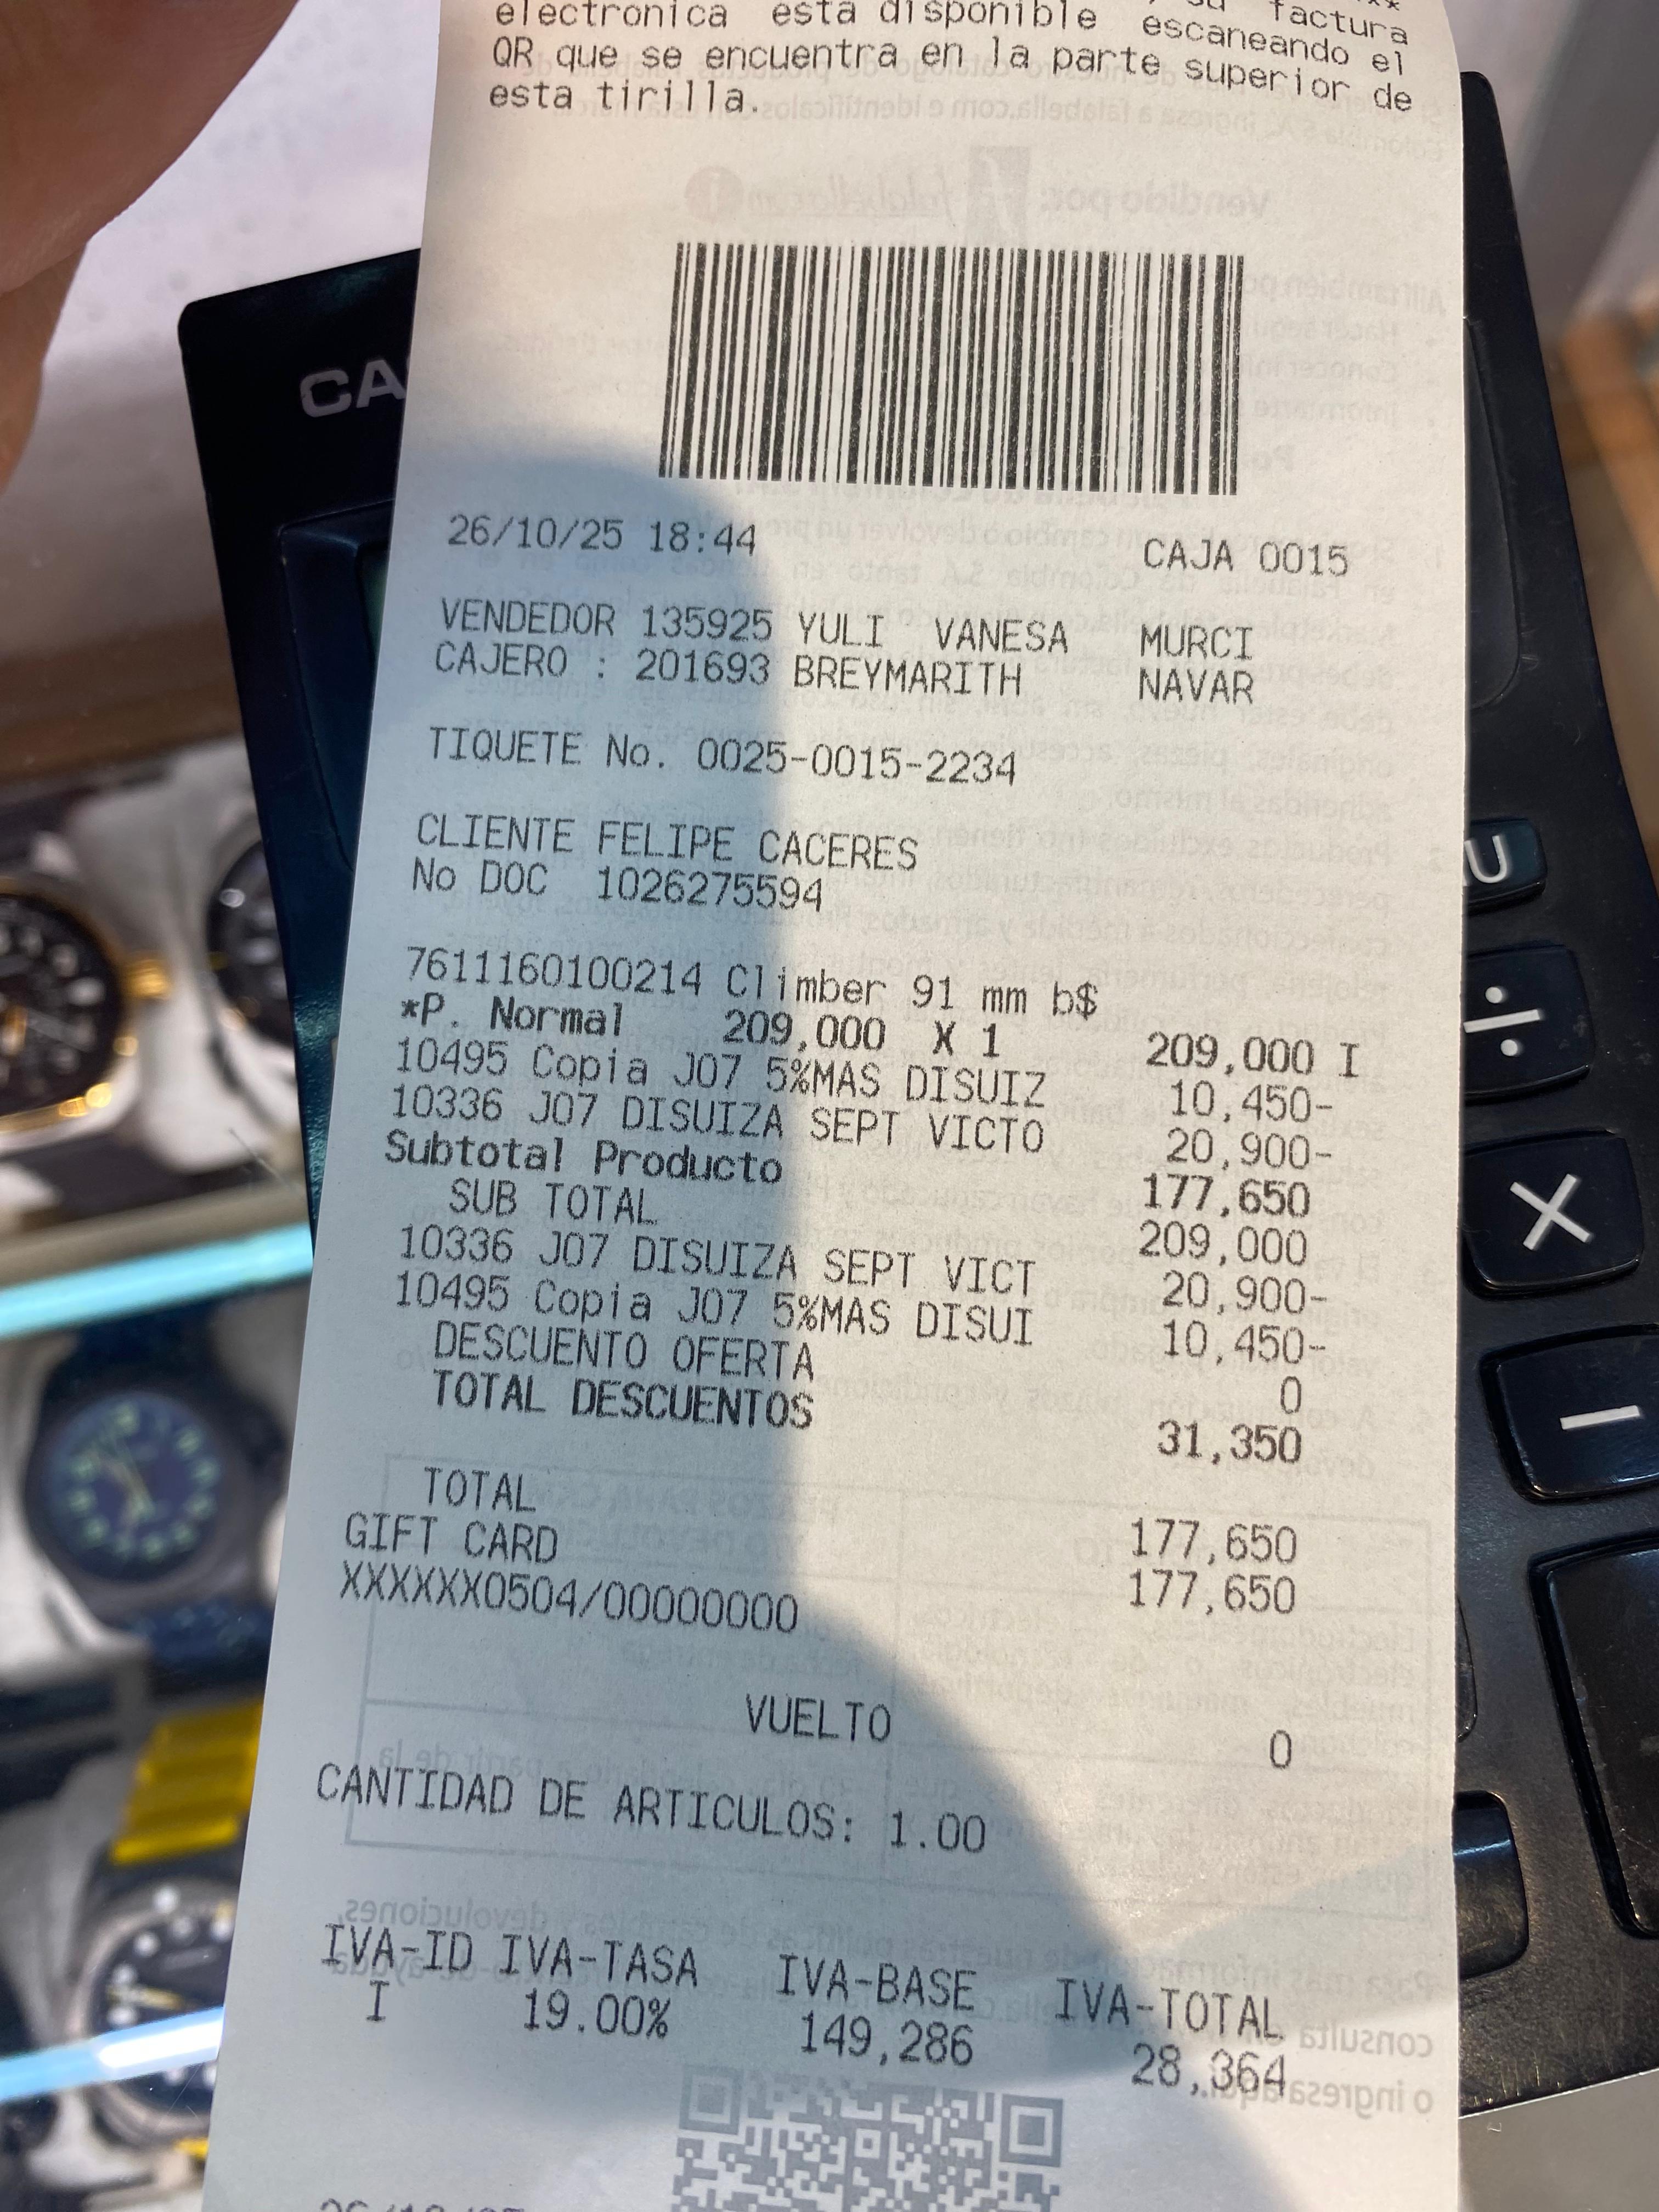 su factura
electronica esta disponible escaneando el
QR que se encuentra en la parte superior de
esta tirilla.
CA
26/10/25 18:44 CAJA 0015
VENDEDOR 135925 YULI VANESA MURCI
CAJERO : 201693 BREYMARITH NAVAR
TIQUETE No. 0025-0015-2234
CLIENTE FELIPE CACERES
No DOC 1026275594
7611160100214 Climber 91 mm b$
*P. Normal 209,000 X 1 209,000 I
10495 Copia J07 5%MAS DISUIZ 10,450-
10336 J07 DISUIZA SEPT VICTO 20,900-
Subtotal Producto 177,650
SUB TOTAL 209,000
10336 J07 DISUIZA SEPT VICT 20,900-
10495 Copia J07 5%MAS DISUI 10,450-
DESCUENTO OFERTA 0
TOTAL DESCUENTOS 31,350
TOTAL 177,650
GIFT CARD 177,650
XXXXXX0504/00000000
VUELTO 0
CANTIDAD DE ARTICULOS: 1.00
IVA-ID IVA-TASA IVA-BASE IVA-TOTAL
I 19.00% 149,286 28,364
U
÷
×
−